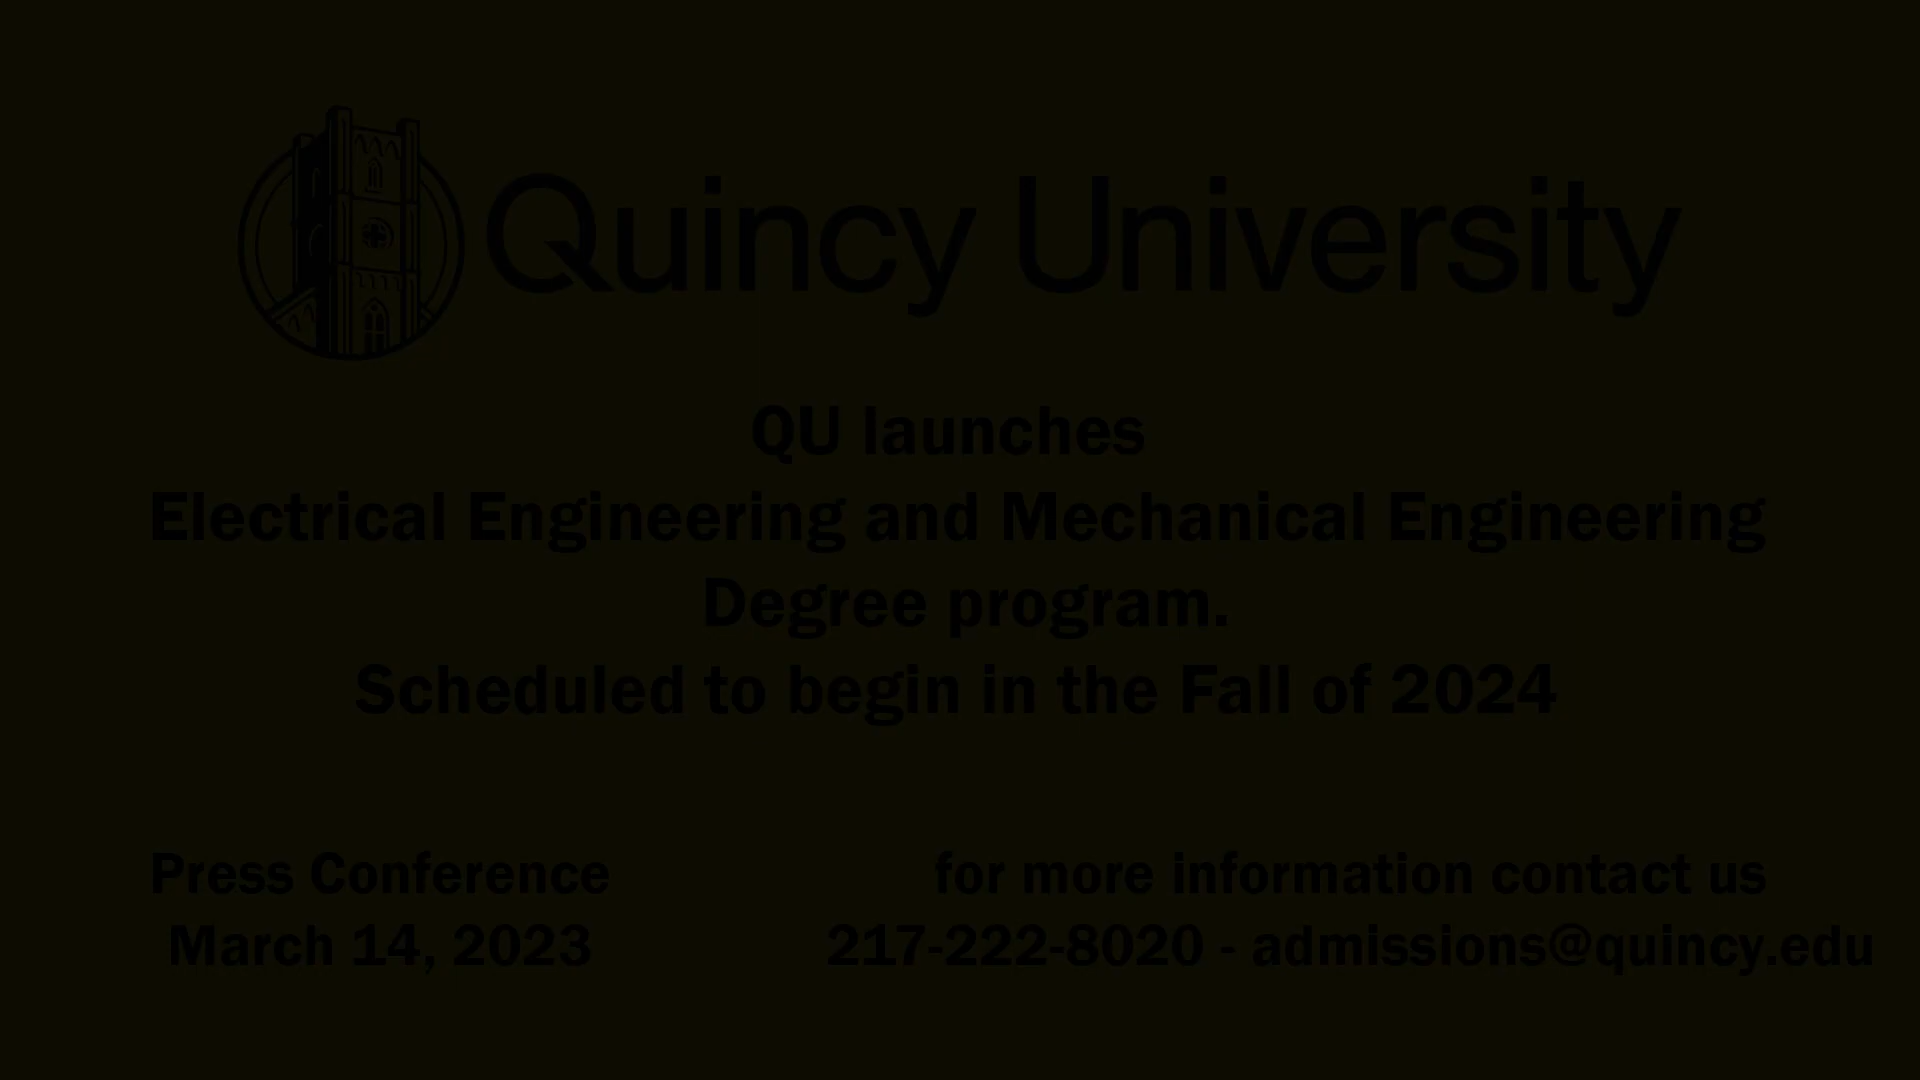 Quincy University
QU launches
Electrical Engineering and Mechanical Engineering
Degree program.
Scheduled to begin in the Fall of 2024
Press Conference
March 14, 2023
for more information contact us
217-222-8020 - admissions@quincy.edu